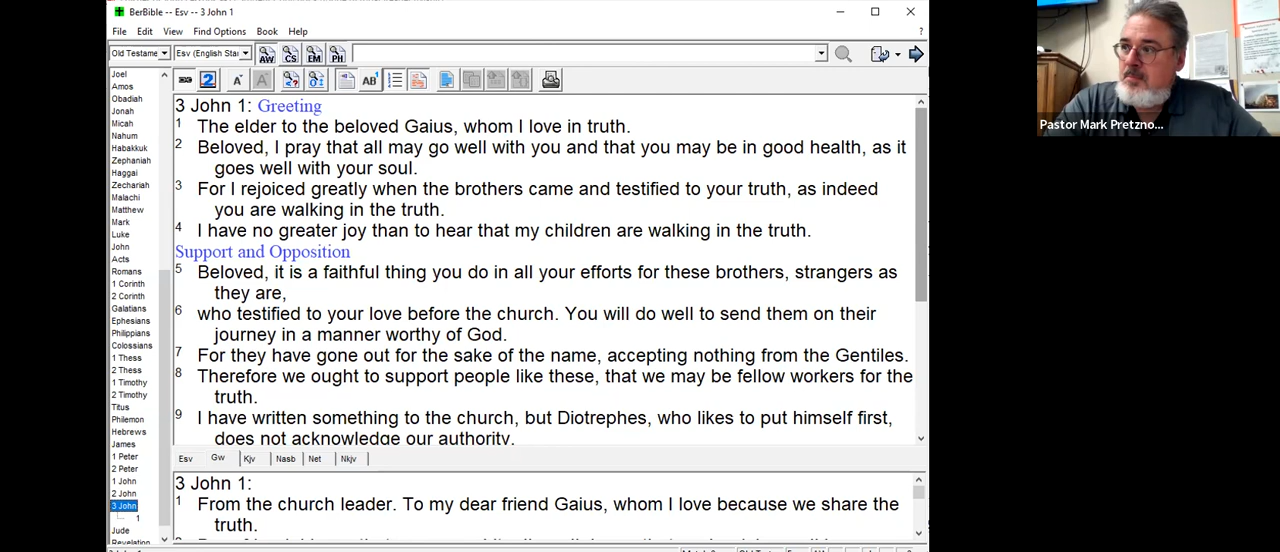 BerBible -- Esv -- 3 John 1
File Edit View Find Options Book Help ?
Old Testame Esv (English Star AW CS EM PH
2 A A AB
Joel
Amos
Obadiah
Jonah
Micah
Nahum
Habakkuk
Zephaniah
Haggai
Zechariah
Malachi
Matthew
Mark
Luke
John
Acts
Romans
1 Corinth
2 Corinth
Galatians
Ephesians
Philippians
Colossians
1 Thess
2 Thess
1 Timothy
2 Timothy
Titus
Philemon
Hebrews
James
1 Peter
2 Peter
1 John
2 John
3 John
1
Jude
Revelation
3 John 1: Greeting
1 The elder to the beloved Gaius, whom I love in truth.
2 Beloved, I pray that all may go well with you and that you may be in good health, as it
goes well with your soul.
3 For I rejoiced greatly when the brothers came and testified to your truth, as indeed
you are walking in the truth.
4 I have no greater joy than to hear that my children are walking in the truth.
Support and Opposition
5 Beloved, it is a faithful thing you do in all your efforts for these brothers, strangers as
they are,
6 who testified to your love before the church. You will do well to send them on their
journey in a manner worthy of God.
7 For they have gone out for the sake of the name, accepting nothing from the Gentiles.
8 Therefore we ought to support people like these, that we may be fellow workers for the
truth.
9 I have written something to the church, but Diotrephes, who likes to put himself first,
does not acknowledge our authority.
Esv Gw Kjv Nasb Net Nkjv
3 John 1:
1 From the church leader. To my dear friend Gaius, whom I love because we share the
truth.
Pastor Mark Pretzno...